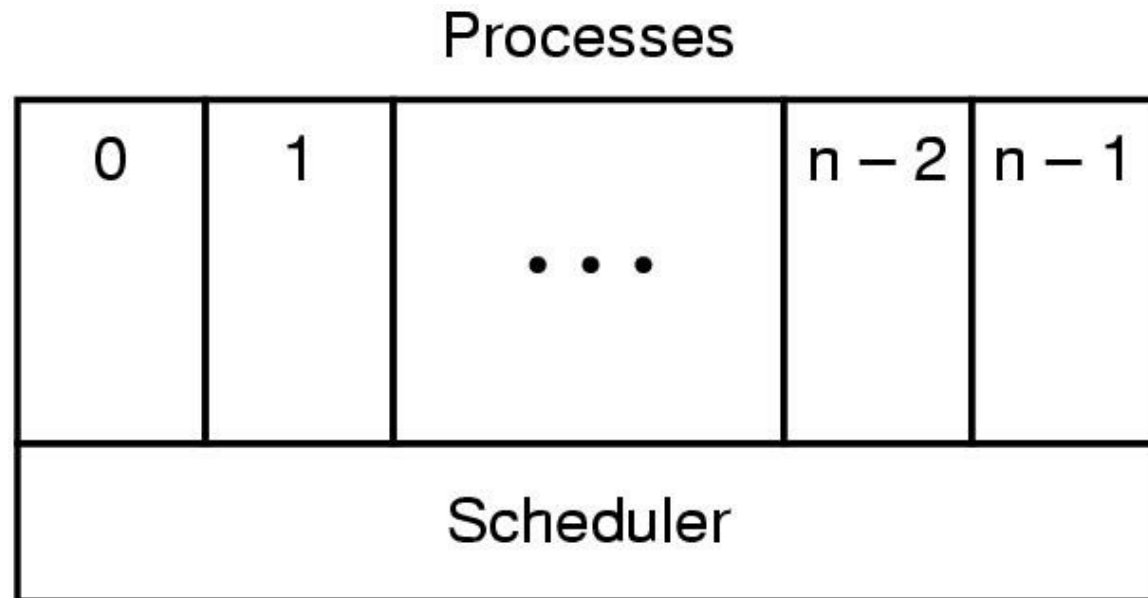 Processes
0 1 • • • n – 2 n – 1
Scheduler